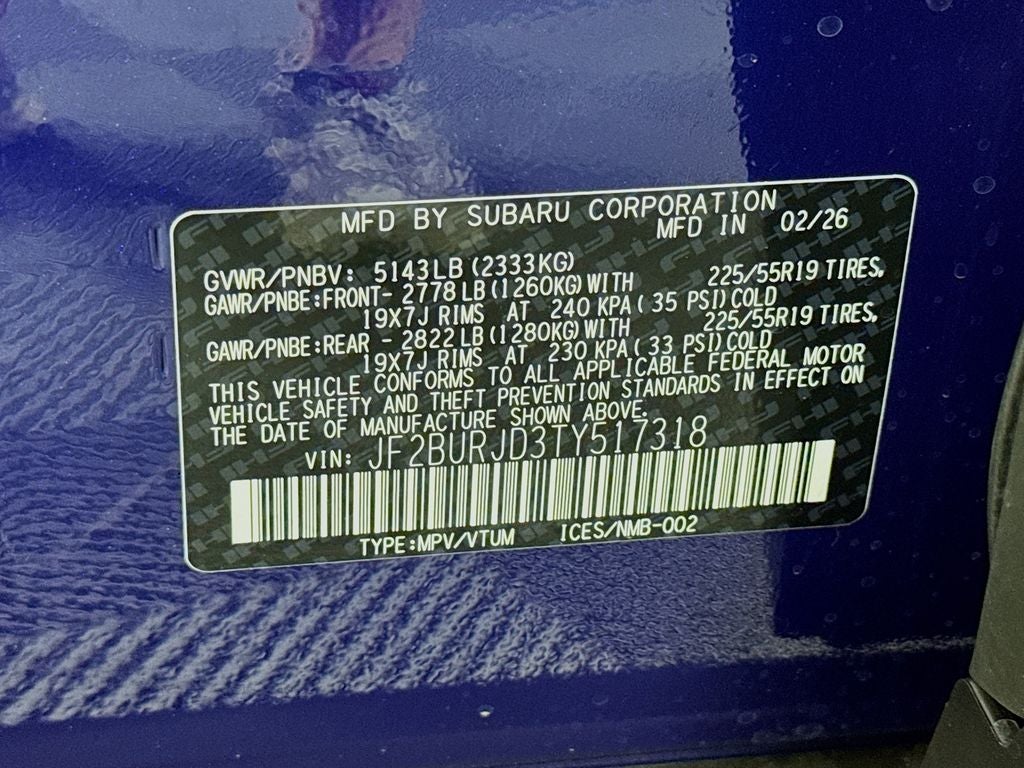 MFD BY SUBARU CORPORATION
MFD IN 02/26
GVWR/PNBV: 5143LB(2333KG)
GAWR/PNBE:FRONT- 2778LB(1260KG)WITH 225/55R19 TIRES,
19X7J RIMS AT 240 KPA(35 PSI)COLD
GAWR/PNBE:REAR - 2822LB(1280KG)WITH 225/55R19 TIRES,
19X7J RIMS AT 230 KPA(33 PSI)COLD
THIS VEHICLE CONFORMS TO ALL APPLICABLE FEDERAL MOTOR
VEHICLE SAFETY AND THEFT PREVENTION STANDARDS IN EFFECT ON
THE DATE OF MANUFACTURE SHOWN ABOVE.
VIN: JF2BURJD3TY517318
TYPE:MPV/VTUM ICES/NMB-002